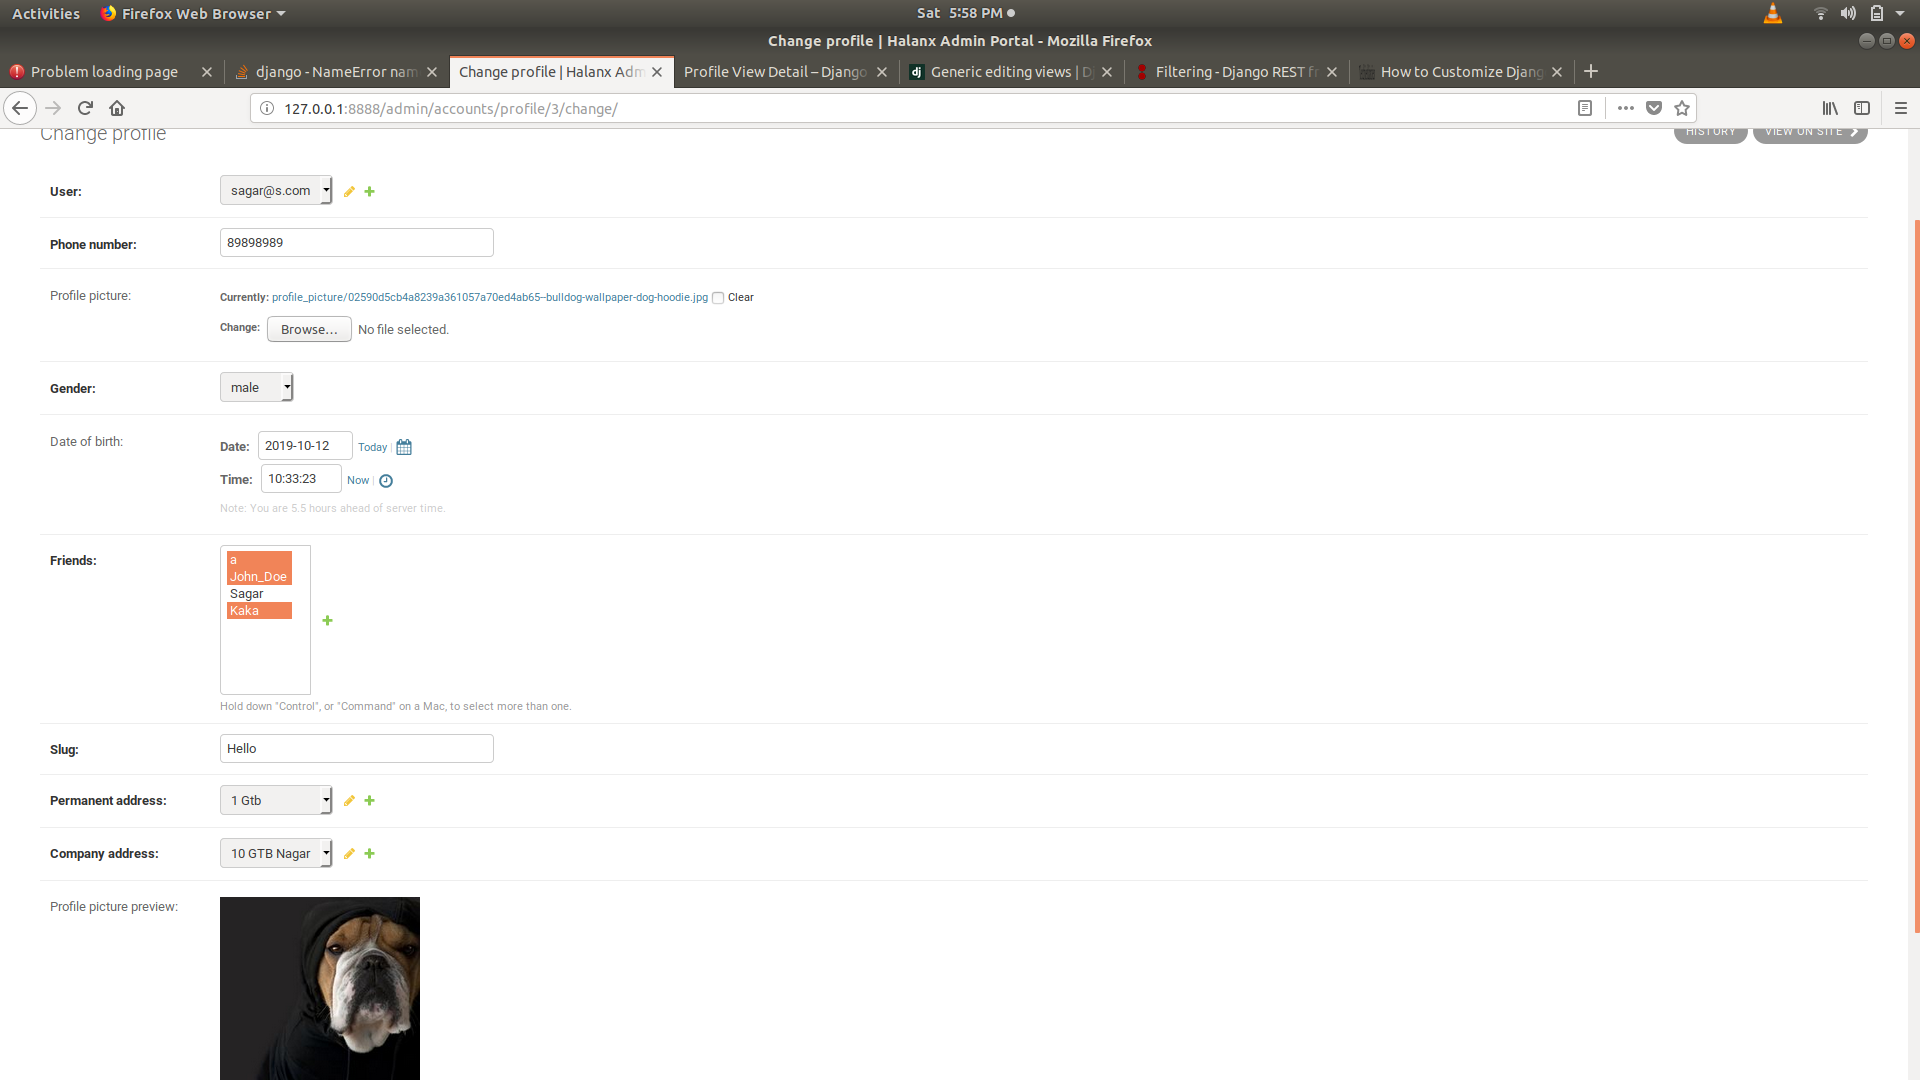 Activities Firefox Web Browser Sat 5:58 PM
Change profile | Halanx Admin Portal - Mozilla Firefox
Problem loading page django - NameError nam Change profile | Halanx Adm Profile View Detail – Django Generic editing views | D Filtering - Django REST fr How to Customize Djang
127.0.0.1:8888/admin/accounts/profile/3/change/
Change profile HISTORY VIEW ON SITE
User: sagar@s.com
Phone number: 89898989
Profile picture: Currently: profile_picture/02590d5cb4a8239a361057a70ed4ab65--bulldog-wallpaper-dog-hoodie.jpg Clear
Change: Browse... No file selected.
Gender: male
Date of birth: Date: 2019-10-12 Today |
Time: 10:33:23 Now |
Note: You are 5.5 hours ahead of server time.
Friends: a
John_Doe
Sagar
Kaka
Hold down "Control", or "Command" on a Mac, to select more than one.
Slug: Hello
Permanent address: 1 Gtb
Company address: 10 GTB Nagar
Profile picture preview: